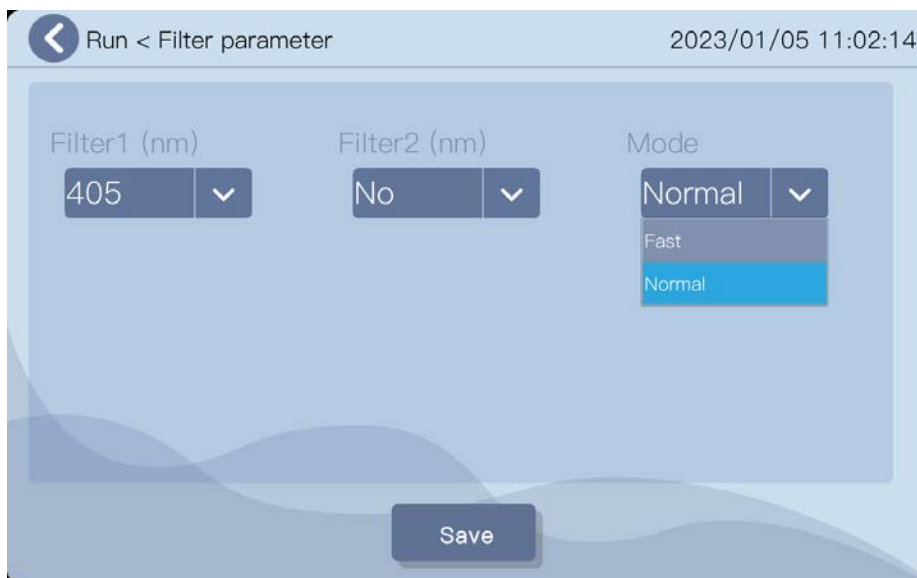 Run < Filter parameter 2023/01/05 11:02:14
Filter1 (nm) Filter2 (nm) Mode
405 No Normal
Fast
Normal
Save